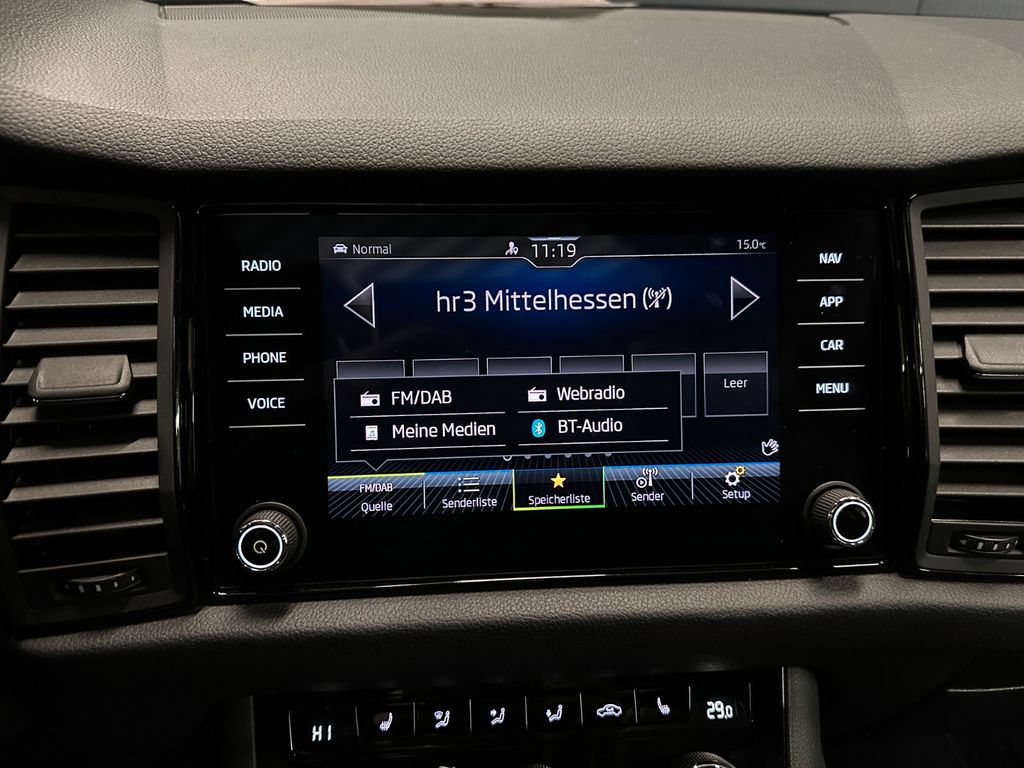 Normal
11:19
15.0°C
RADIO
MEDIA
PHONE
VOICE
hr3 Mittelhessen
NAV
APP
CAR
MENU
Leer
FM/DAB
Webradio
Meine Medien
BT-Audio
FM/DAB
Quelle
Senderliste
Speicherliste
Sender
Setup
HI
29.0